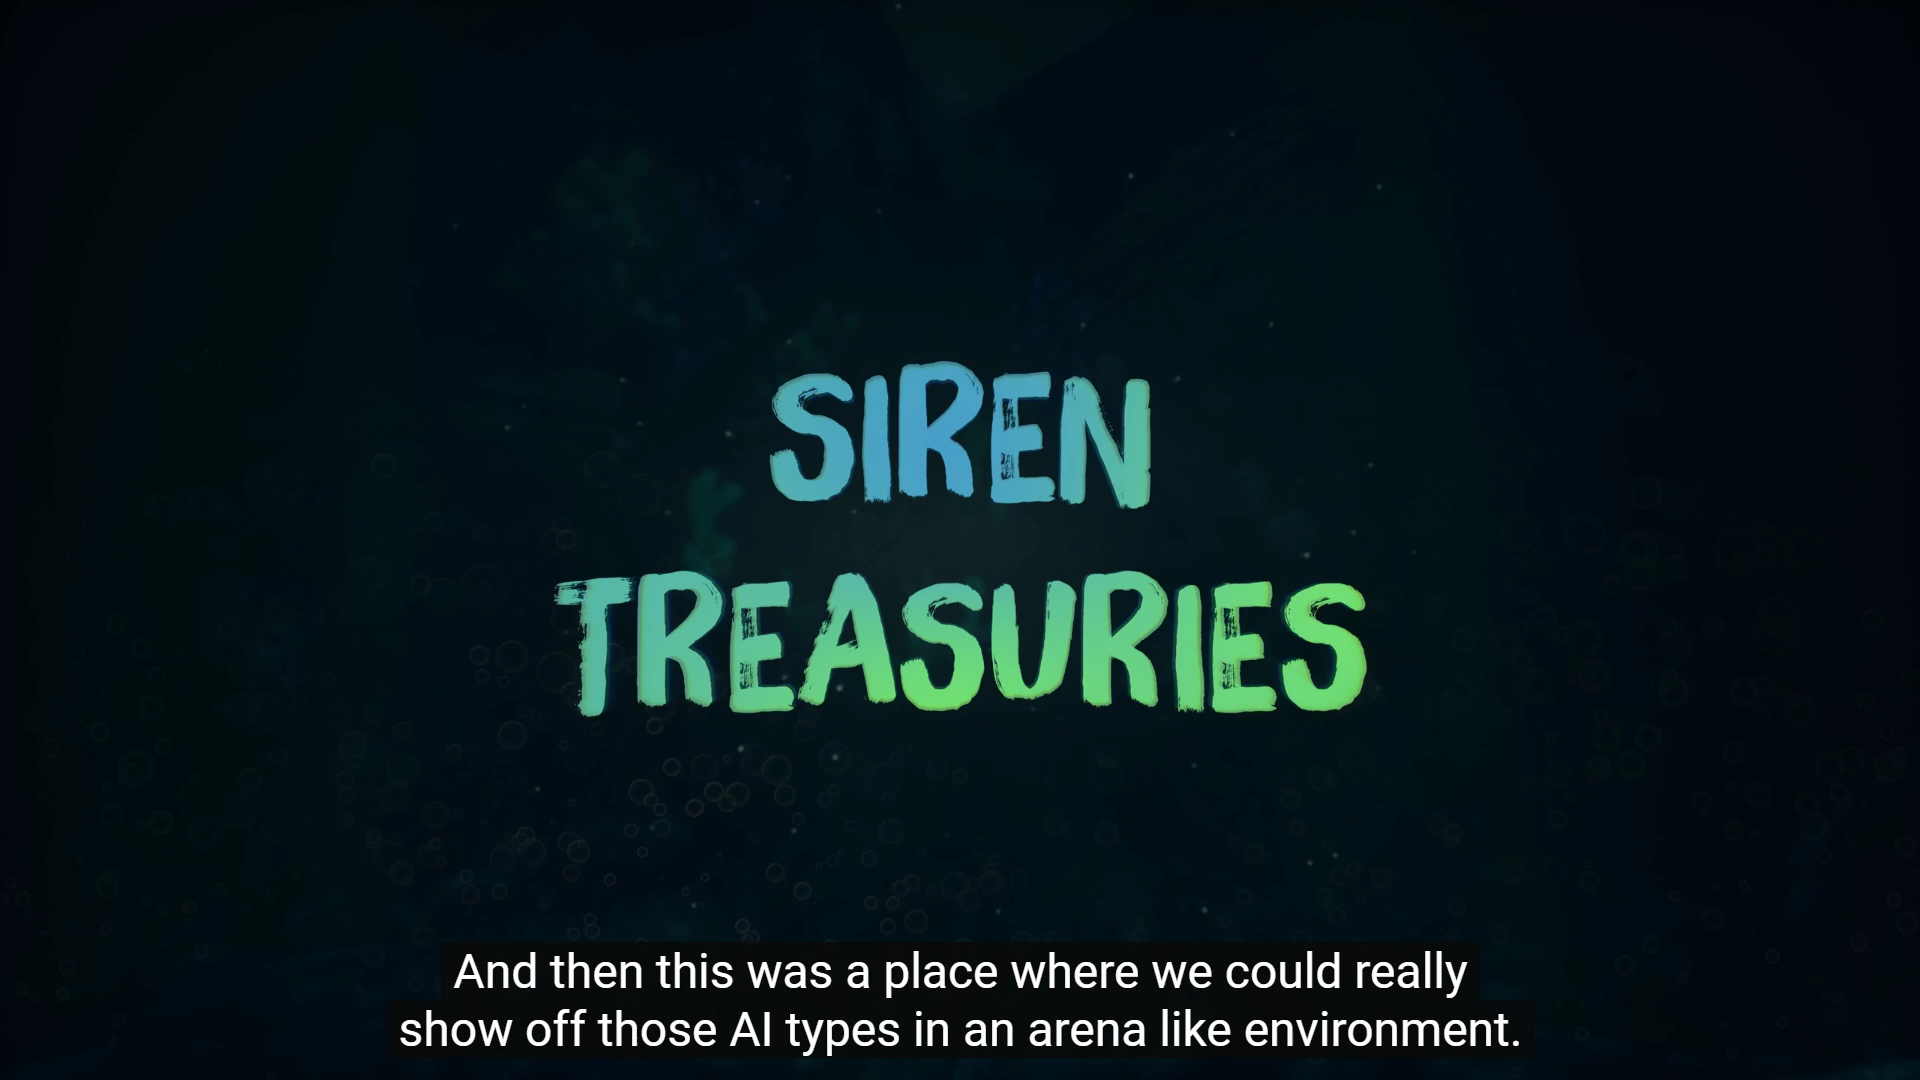 SIREN
TREASURIES
And then this was a place where we could really
show off those AI types in an arena like environment.